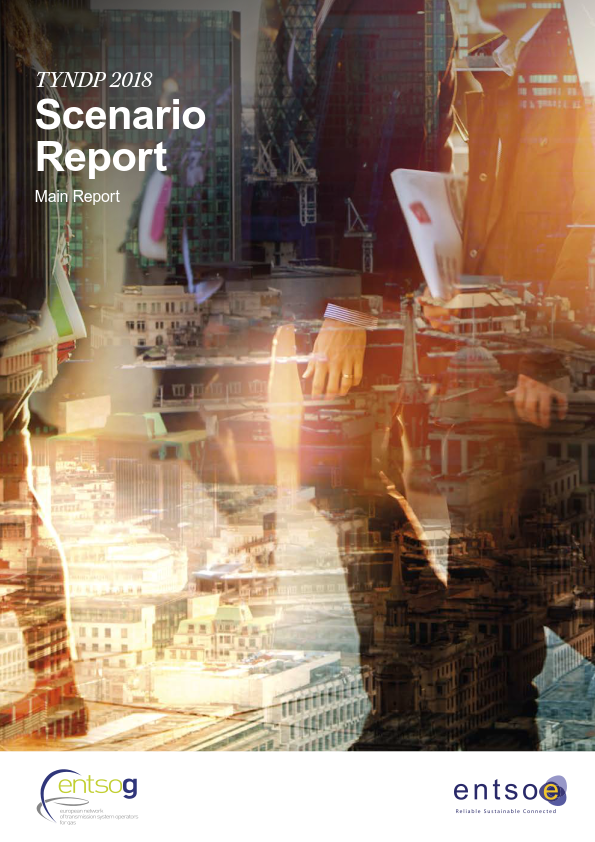 TYNDP 2018
Scenario
Report
Main Report
entsog
european network
of transmission system operators
for gas
entsoe
Reliable Sustainable Connected